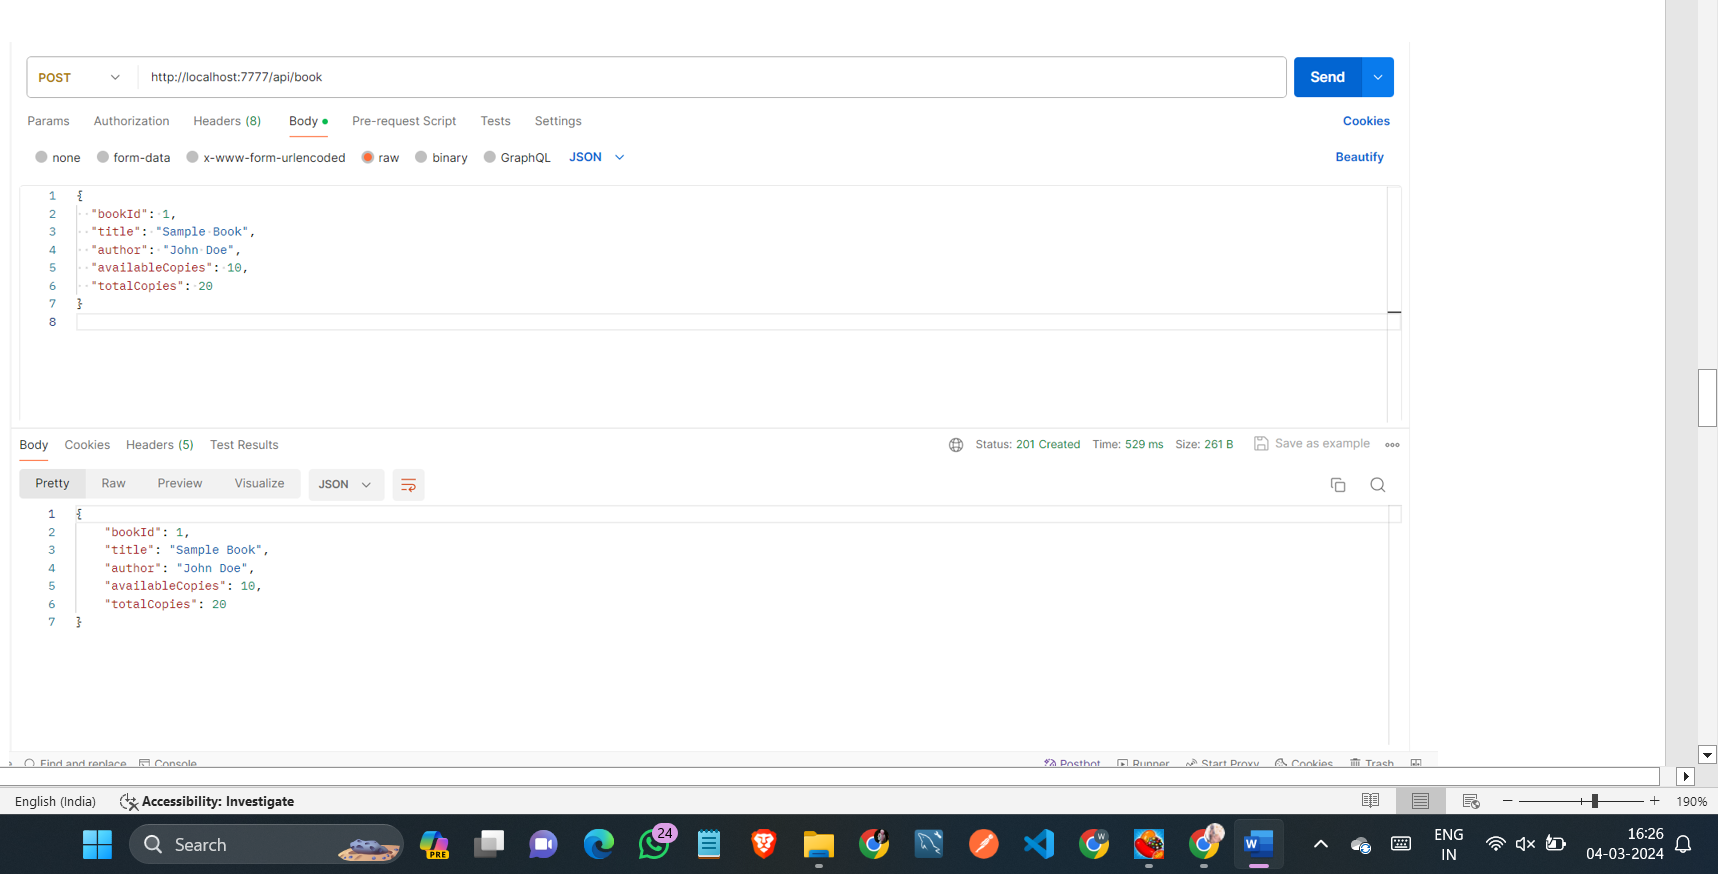 POST http://localhost:7777/api/book Send
Params Authorization Headers (8) Body Pre-request Script Tests Settings Cookies
none form-data x-www-form-urlencoded raw binary GraphQL JSON Beautify
1 {
2 "bookId": 1,
3 "title": "Sample Book",
4 "author": "John Doe",
5 "availableCopies": 10,
6 "totalCopies": 20
7 }
8
Body Cookies Headers (5) Test Results Status: 201 Created Time: 529 ms Size: 261 B Save as example
Pretty Raw Preview Visualize JSON
1 {
2 "bookId": 1,
3 "title": "Sample Book",
4 "author": "John Doe",
5 "availableCopies": 10,
6 "totalCopies": 20
7 }
Find and replace Console Postbot Runner Start Proxy Cookies Trash
English (India) Accessibility: Investigate 190%
Search PRE 24 W W ENG 16:26
IN 04-03-2024